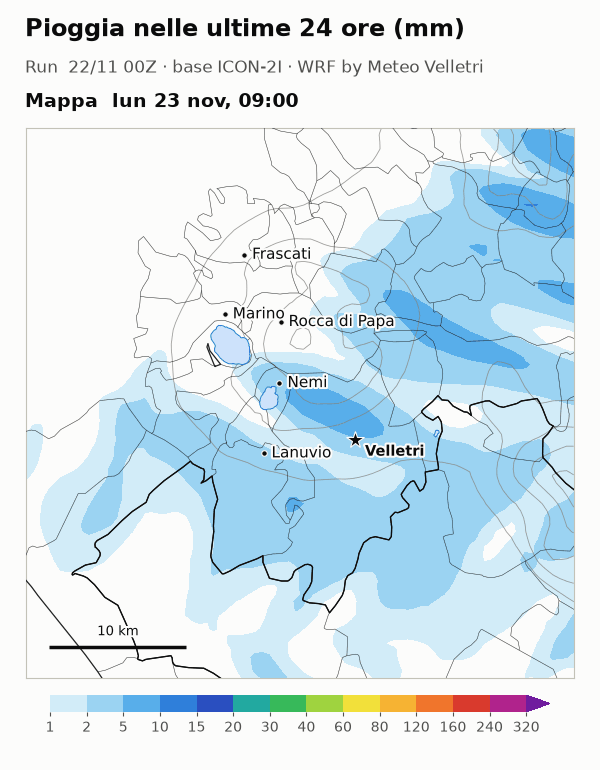 Pioggia nelle ultime 24 ore (mm)
Run 22/11 00Z · base ICON-2I · WRF by Meteo Velletri
Mappa lun 23 nov, 09:00
Frascati
Marino
Rocca di Papa
Nemi
Velletri
Lanuvio
10 km
1 2 5 10 15 20 30 40 60 80 120 160 240 320